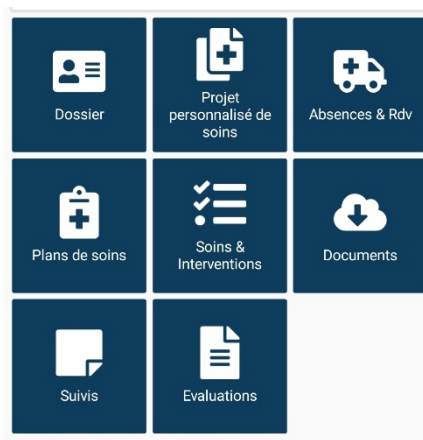 Dossier
Projet
personnalisé de
soins
Absences & Rdv
Plans de soins
Soins &
Interventions
Documents
Suivis
Evaluations